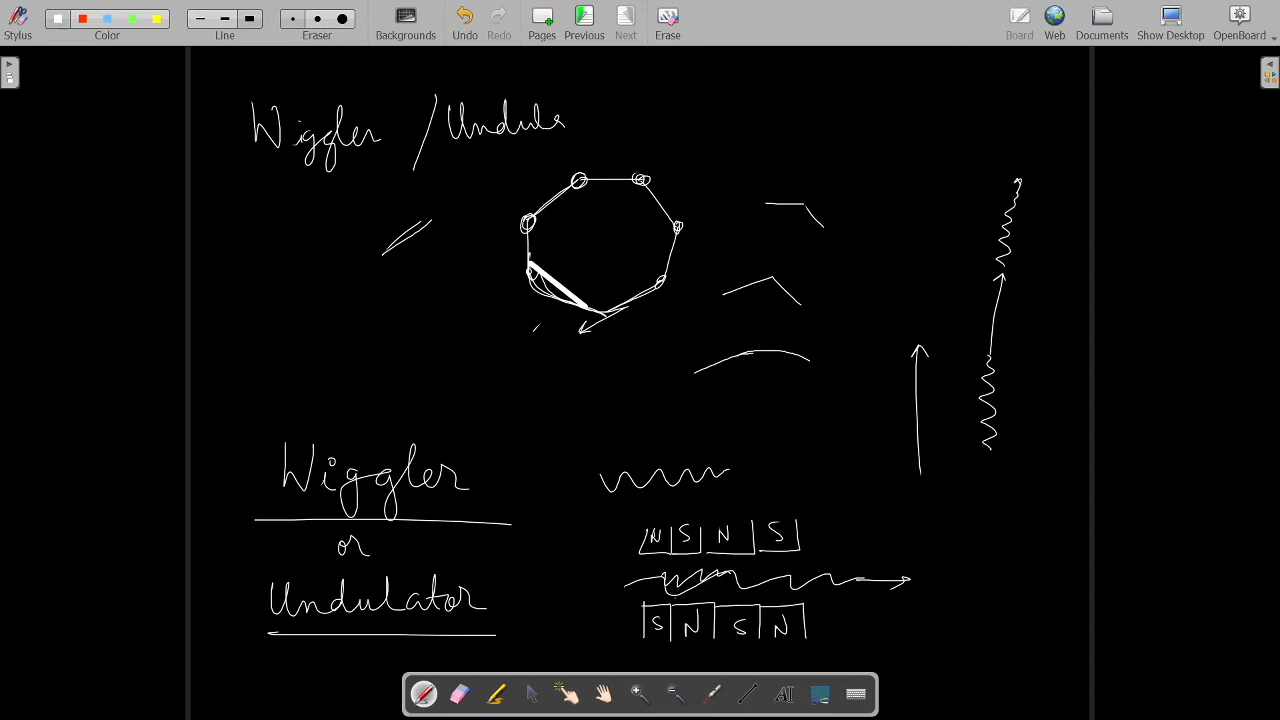 Stylus Color Line Eraser Backgrounds Undo Redo Pages Previous Next Erase Board Web Documents Show Desktop OpenBoard
Wiggler / Undula
Wiggler
or
Undulator
N S N S
S N S N